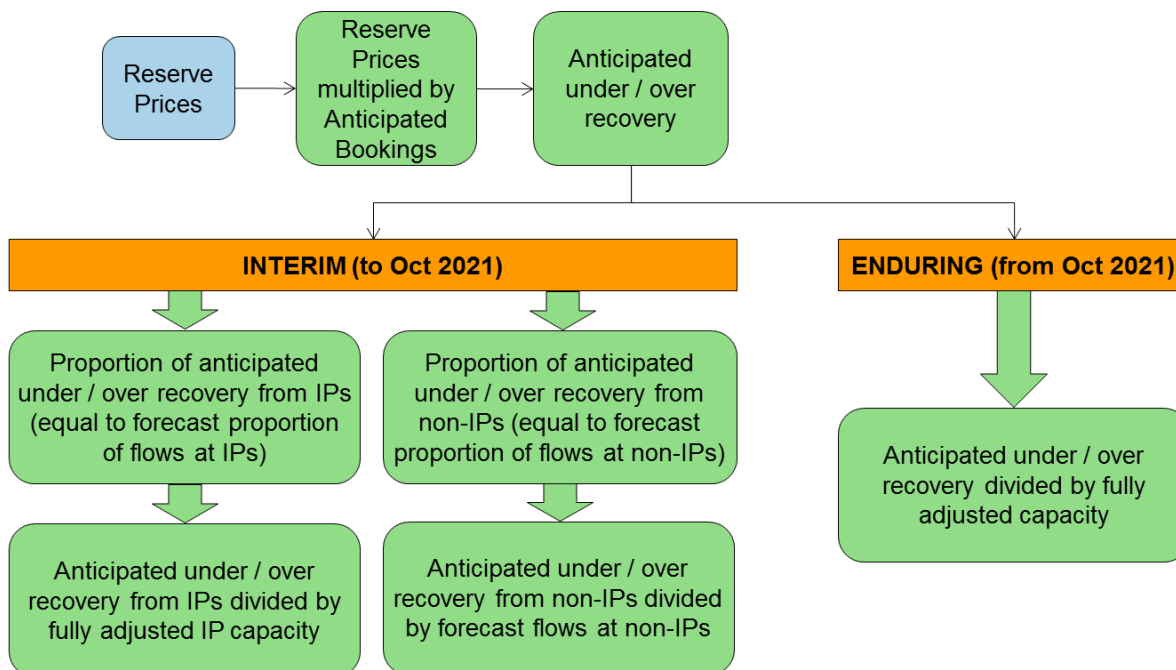 Reserve
Prices
Reserve
Prices
multiplied by
Anticipated
Bookings
Anticipated
under / over
recovery
INTERIM (to Oct 2021)
ENDURING (from Oct 2021)
Proportion of anticipated
under / over recovery from IPs
(equal to forecast proportion
of flows at IPs)
Proportion of anticipated
under / over recovery from
non-IPs (equal to forecast
proportion of flows at non-IPs)
Anticipated under / over
recovery divided by fully
adjusted capacity
Anticipated under / over
recovery from IPs divided by
fully adjusted IP capacity
Anticipated under / over
recovery from non-IPs divided
by forecast flows at non-IPs